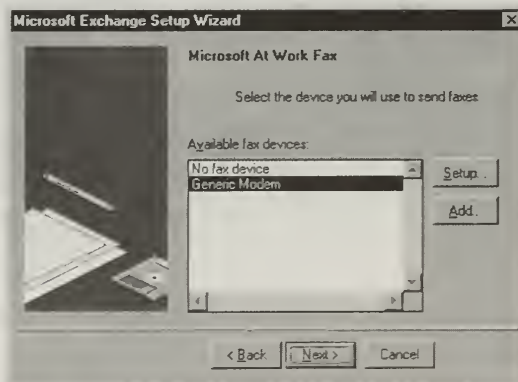 Microsoft Exchange Setup Wizard
Microsoft At Work Fax
Select the device you will use to send faxes
Available fax devices:
No fax device
Generic Modem
Setup..
Add..
< Back
Next >
Cancel